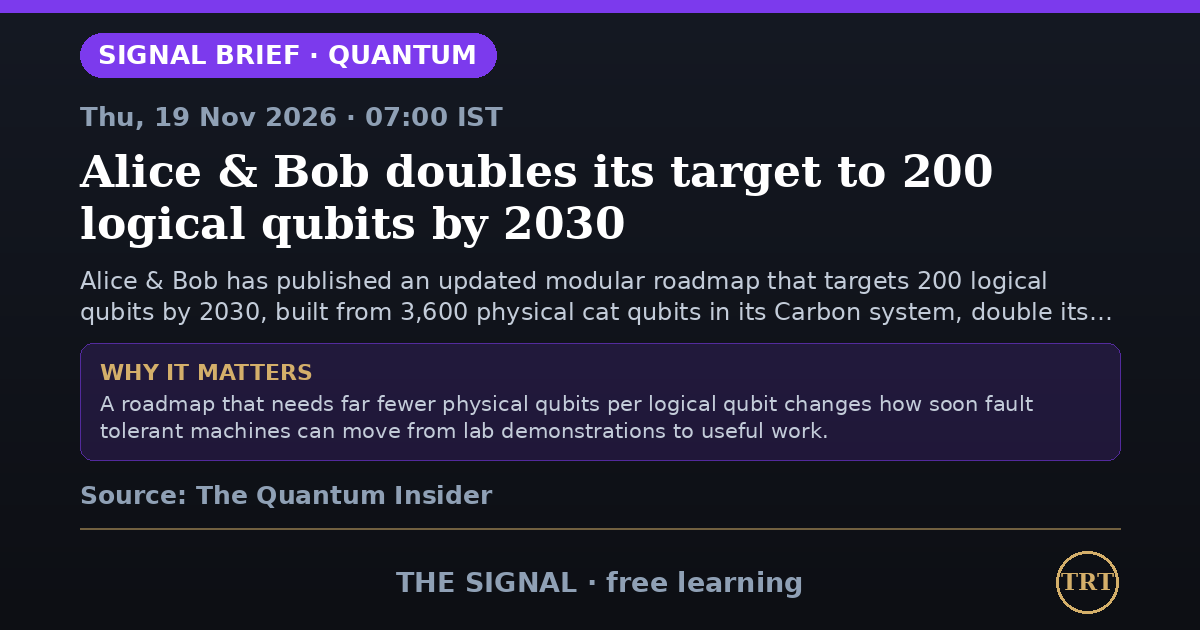 SIGNAL BRIEF · QUANTUM
Thu, 19 Nov 2026 · 07:00 IST
Alice & Bob doubles its target to 200
logical qubits by 2030
Alice & Bob has published an updated modular roadmap that targets 200 logical
qubits by 2030, built from 3,600 physical cat qubits in its Carbon system, double its…
WHY IT MATTERS
A roadmap that needs far fewer physical qubits per logical qubit changes how soon fault
tolerant machines can move from lab demonstrations to useful work.
Source: The Quantum Insider
THE SIGNAL · free learning
TRT